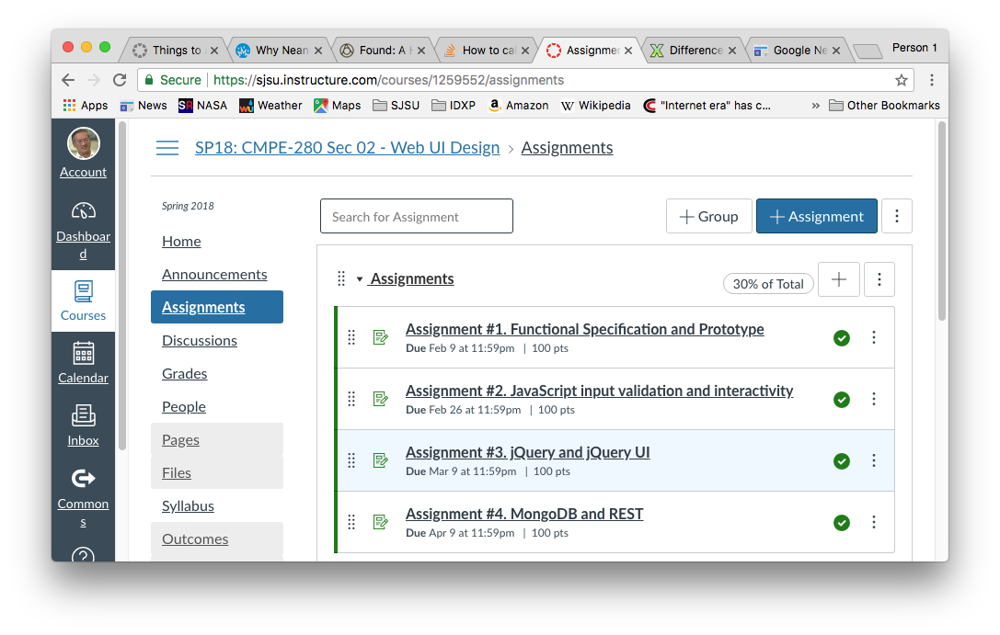 Things to
Why Nean
Found: A H
How to cal
Assignmen
Difference
Google Ne
Person 1
Secure
https://sjsu.instructure.com/courses/1259552/assignments
Apps
News
NASA
Weather
Maps
SJSU
IDXP
Amazon
Wikipedia
"Internet era" has c...
»
Other Bookmarks
Account
Dashboar
d
Courses
Calendar
Inbox
Common
s
SP18: CMPE-280 Sec 02 - Web UI Design › Assignments
Spring 2018
Home
Announcements
Assignments
Discussions
Grades
People
Pages
Files
Syllabus
Outcomes
Search for Assignment
+ Group
+ Assignment
Assignments
30% of Total
+
Assignment #1. Functional Specification and Prototype
Due Feb 9 at 11:59pm | 100 pts
Assignment #2. JavaScript input validation and interactivity
Due Feb 26 at 11:59pm | 100 pts
Assignment #3. jQuery and jQuery UI
Due Mar 9 at 11:59pm | 100 pts
Assignment #4. MongoDB and REST
Due Apr 9 at 11:59pm | 100 pts